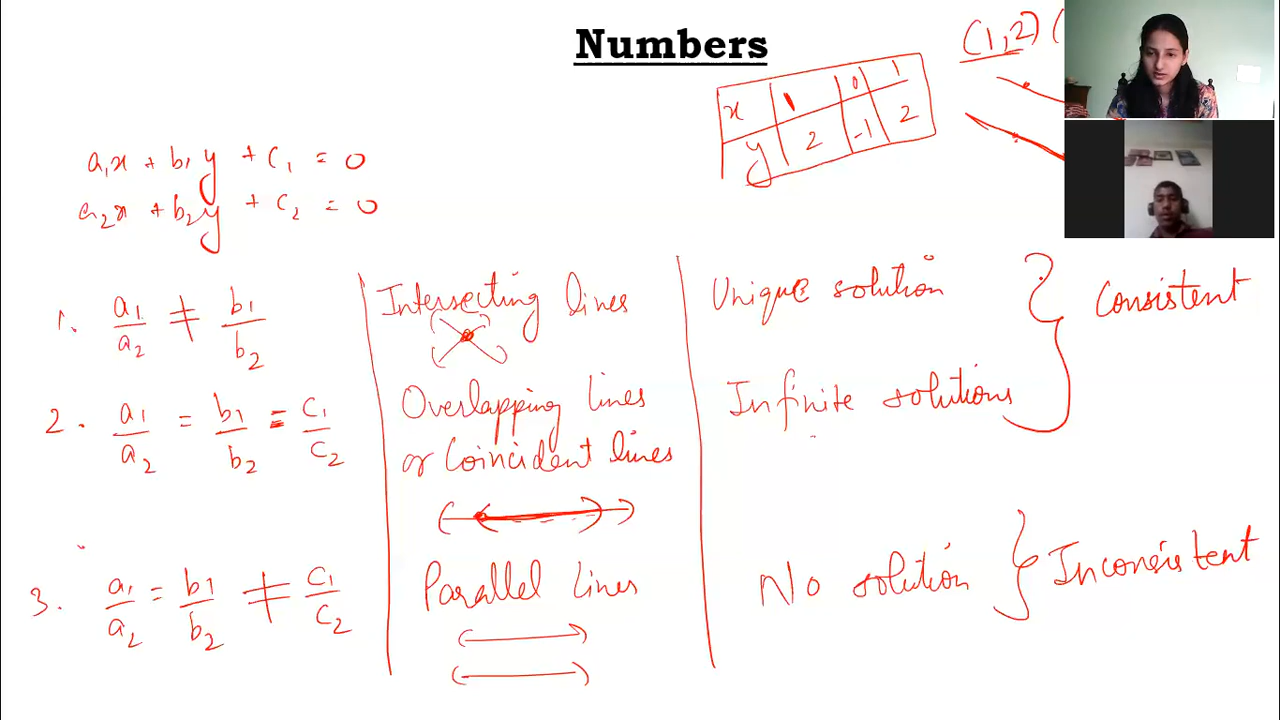 Numbers
(1,2) (
x 1 0 1
y 2 -1 2
a₁x + b₁y + c₁ = 0
a₂x + b₂y + c₂ = 0
1. a₁/a₂ ≠ b₁/b₂ Intersecting lines Unique solution Consistent
2. a₁/a₂ = b₁/b₂ = c₁/c₂ Overlapping lines Infinite solutions
or Coincident lines
3. a₁/a₂ = b₁/b₂ ≠ c₁/c₂ Parallel lines No solution Inconsistent